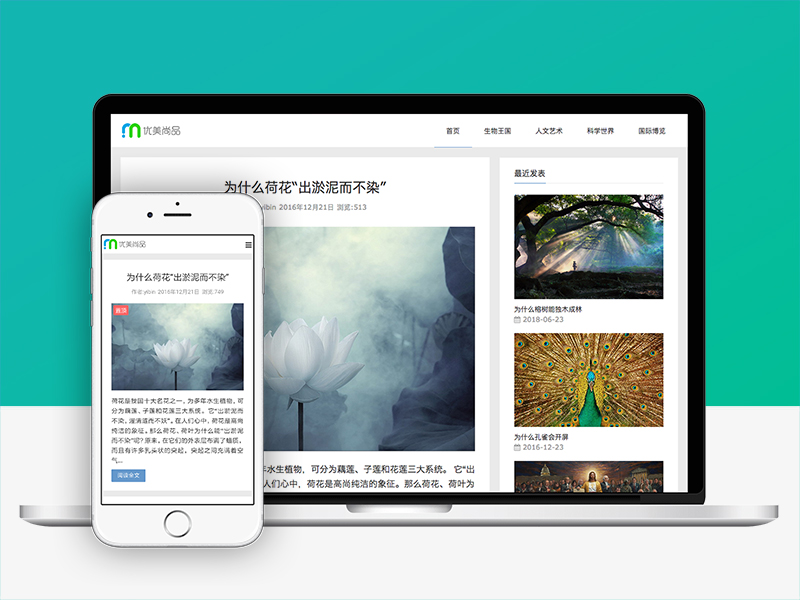 优美尚品
首页 生物王国 人文艺术 科学世界 国际博览
为什么荷花“出淤泥而不染”
yibin 2016年12月21日 浏览:513
年水生植物，可分为藕莲、子莲和花莲三大系统。它“出
人们心中，荷花是高尚纯洁的象征。那么荷花、荷叶为
最近发表
为什么榕树能独木成林
2018-06-23
为什么孔雀会开屏
2016-12-23
优美尚品
为什么荷花“出淤泥而不染”
作者:yibin 2016年12月21日 浏览:749
置顶
荷花是我国十大名花之一，为多年水生植物，可
分为藕莲、子莲和花莲三大系统。它“出淤泥而
不染，濯清涟而不妖”。在人们心中，荷花是高尚
纯洁的象征。那么荷花、荷叶为什么能“出淤泥
而不染”呢？原来，在它们的外表层布满了蜡质，
而且有许多乳头状的突起，突起之间充满着空
气...
阅读全文